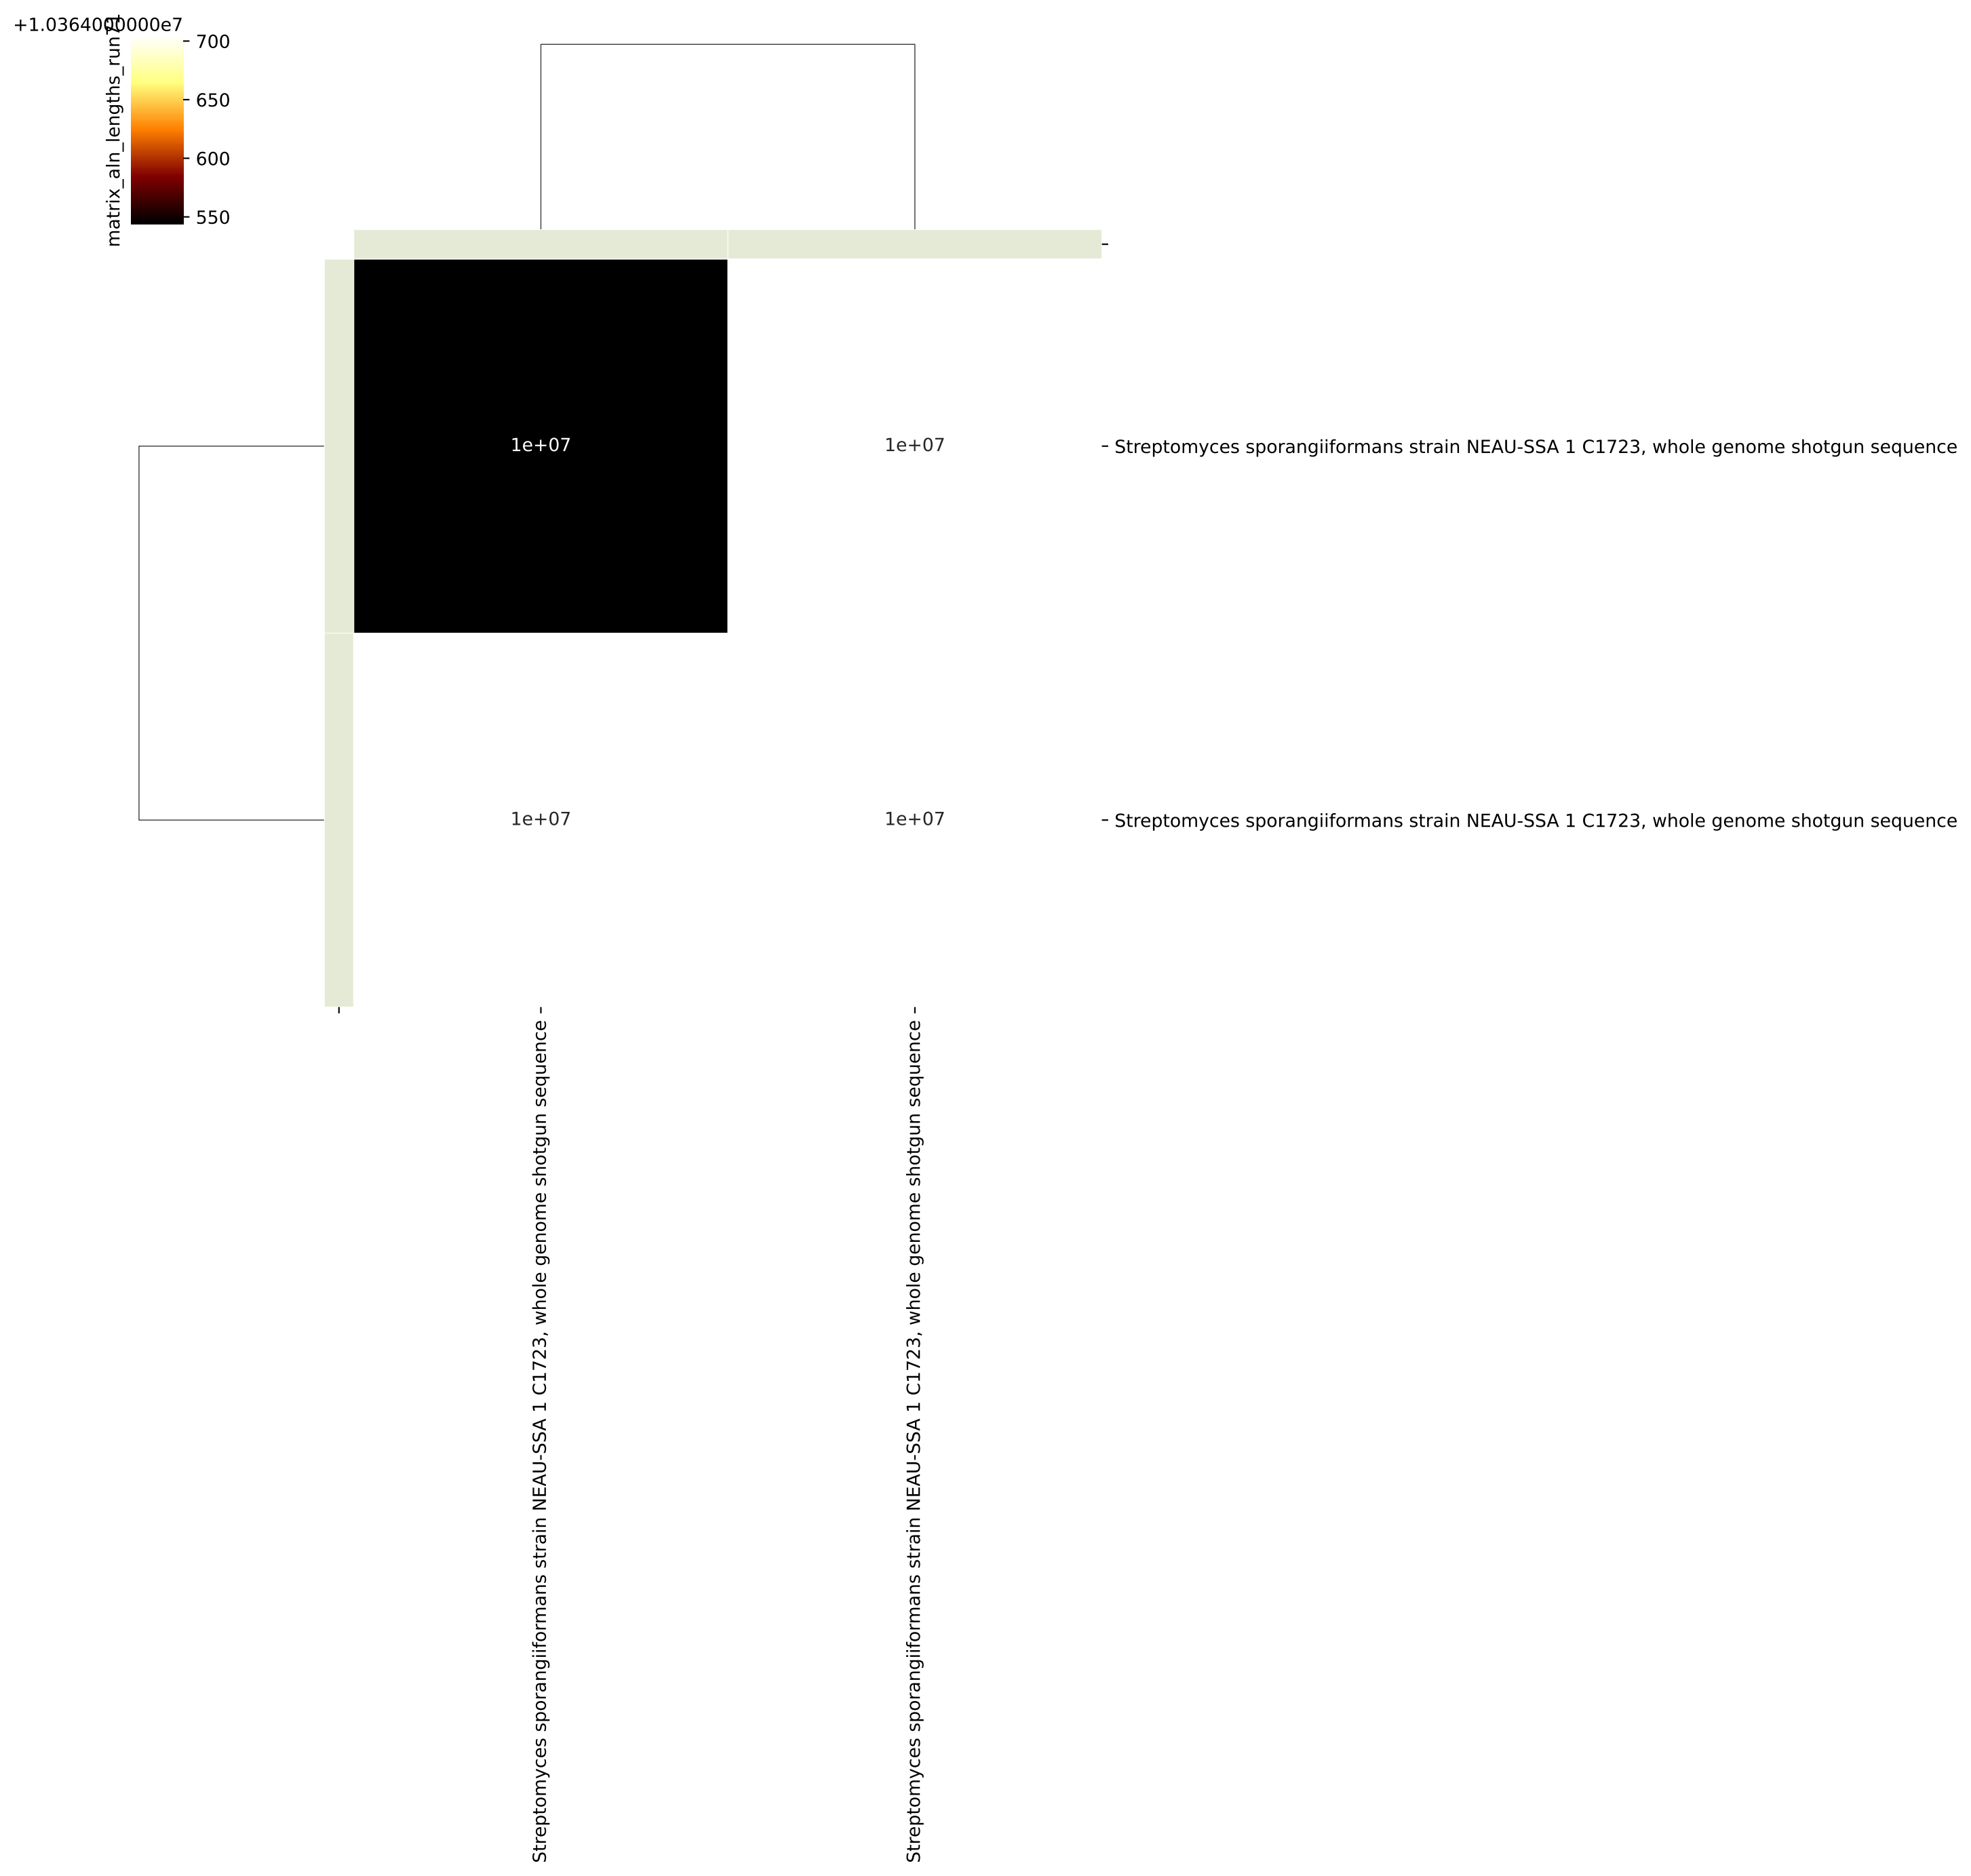 +1.0364000000e7
700
650
600
550
matrix_aln_lengths_run71
1e+07
1e+07
Streptomyces sporangiiformans strain NEAU-SSA 1 C1723, whole genome shotgun sequence
1e+07
1e+07
Streptomyces sporangiiformans strain NEAU-SSA 1 C1723, whole genome shotgun sequence
Streptomyces sporangiiformans strain NEAU-SSA 1 C1723, whole genome shotgun sequence
Streptomyces sporangiiformans strain NEAU-SSA 1 C1723, whole genome shotgun sequence